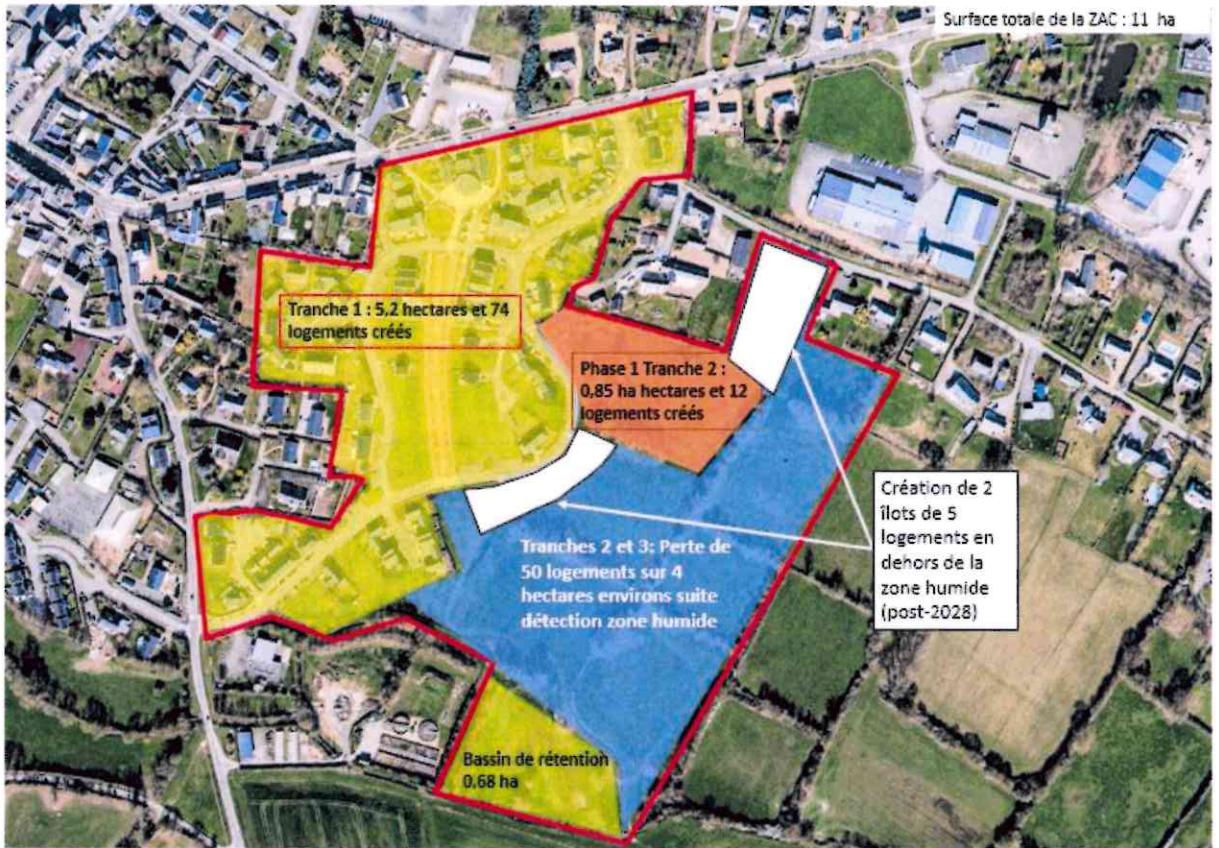 Surface totale de la ZAC : 11 ha
Tranche 1 : 5,2 hectares et 74
logements créés
Phase 1 Tranche 2 :
0,85 ha hectares et 12
logements créés
Création de 2
îlots de 5
logements en
dehors de la
zone humide
(post-2028)
Tranches 2 et 3: Perte de
50 logements sur 4
hectares environs suite
détection zone humide
Bassin de rétention
0,68 ha